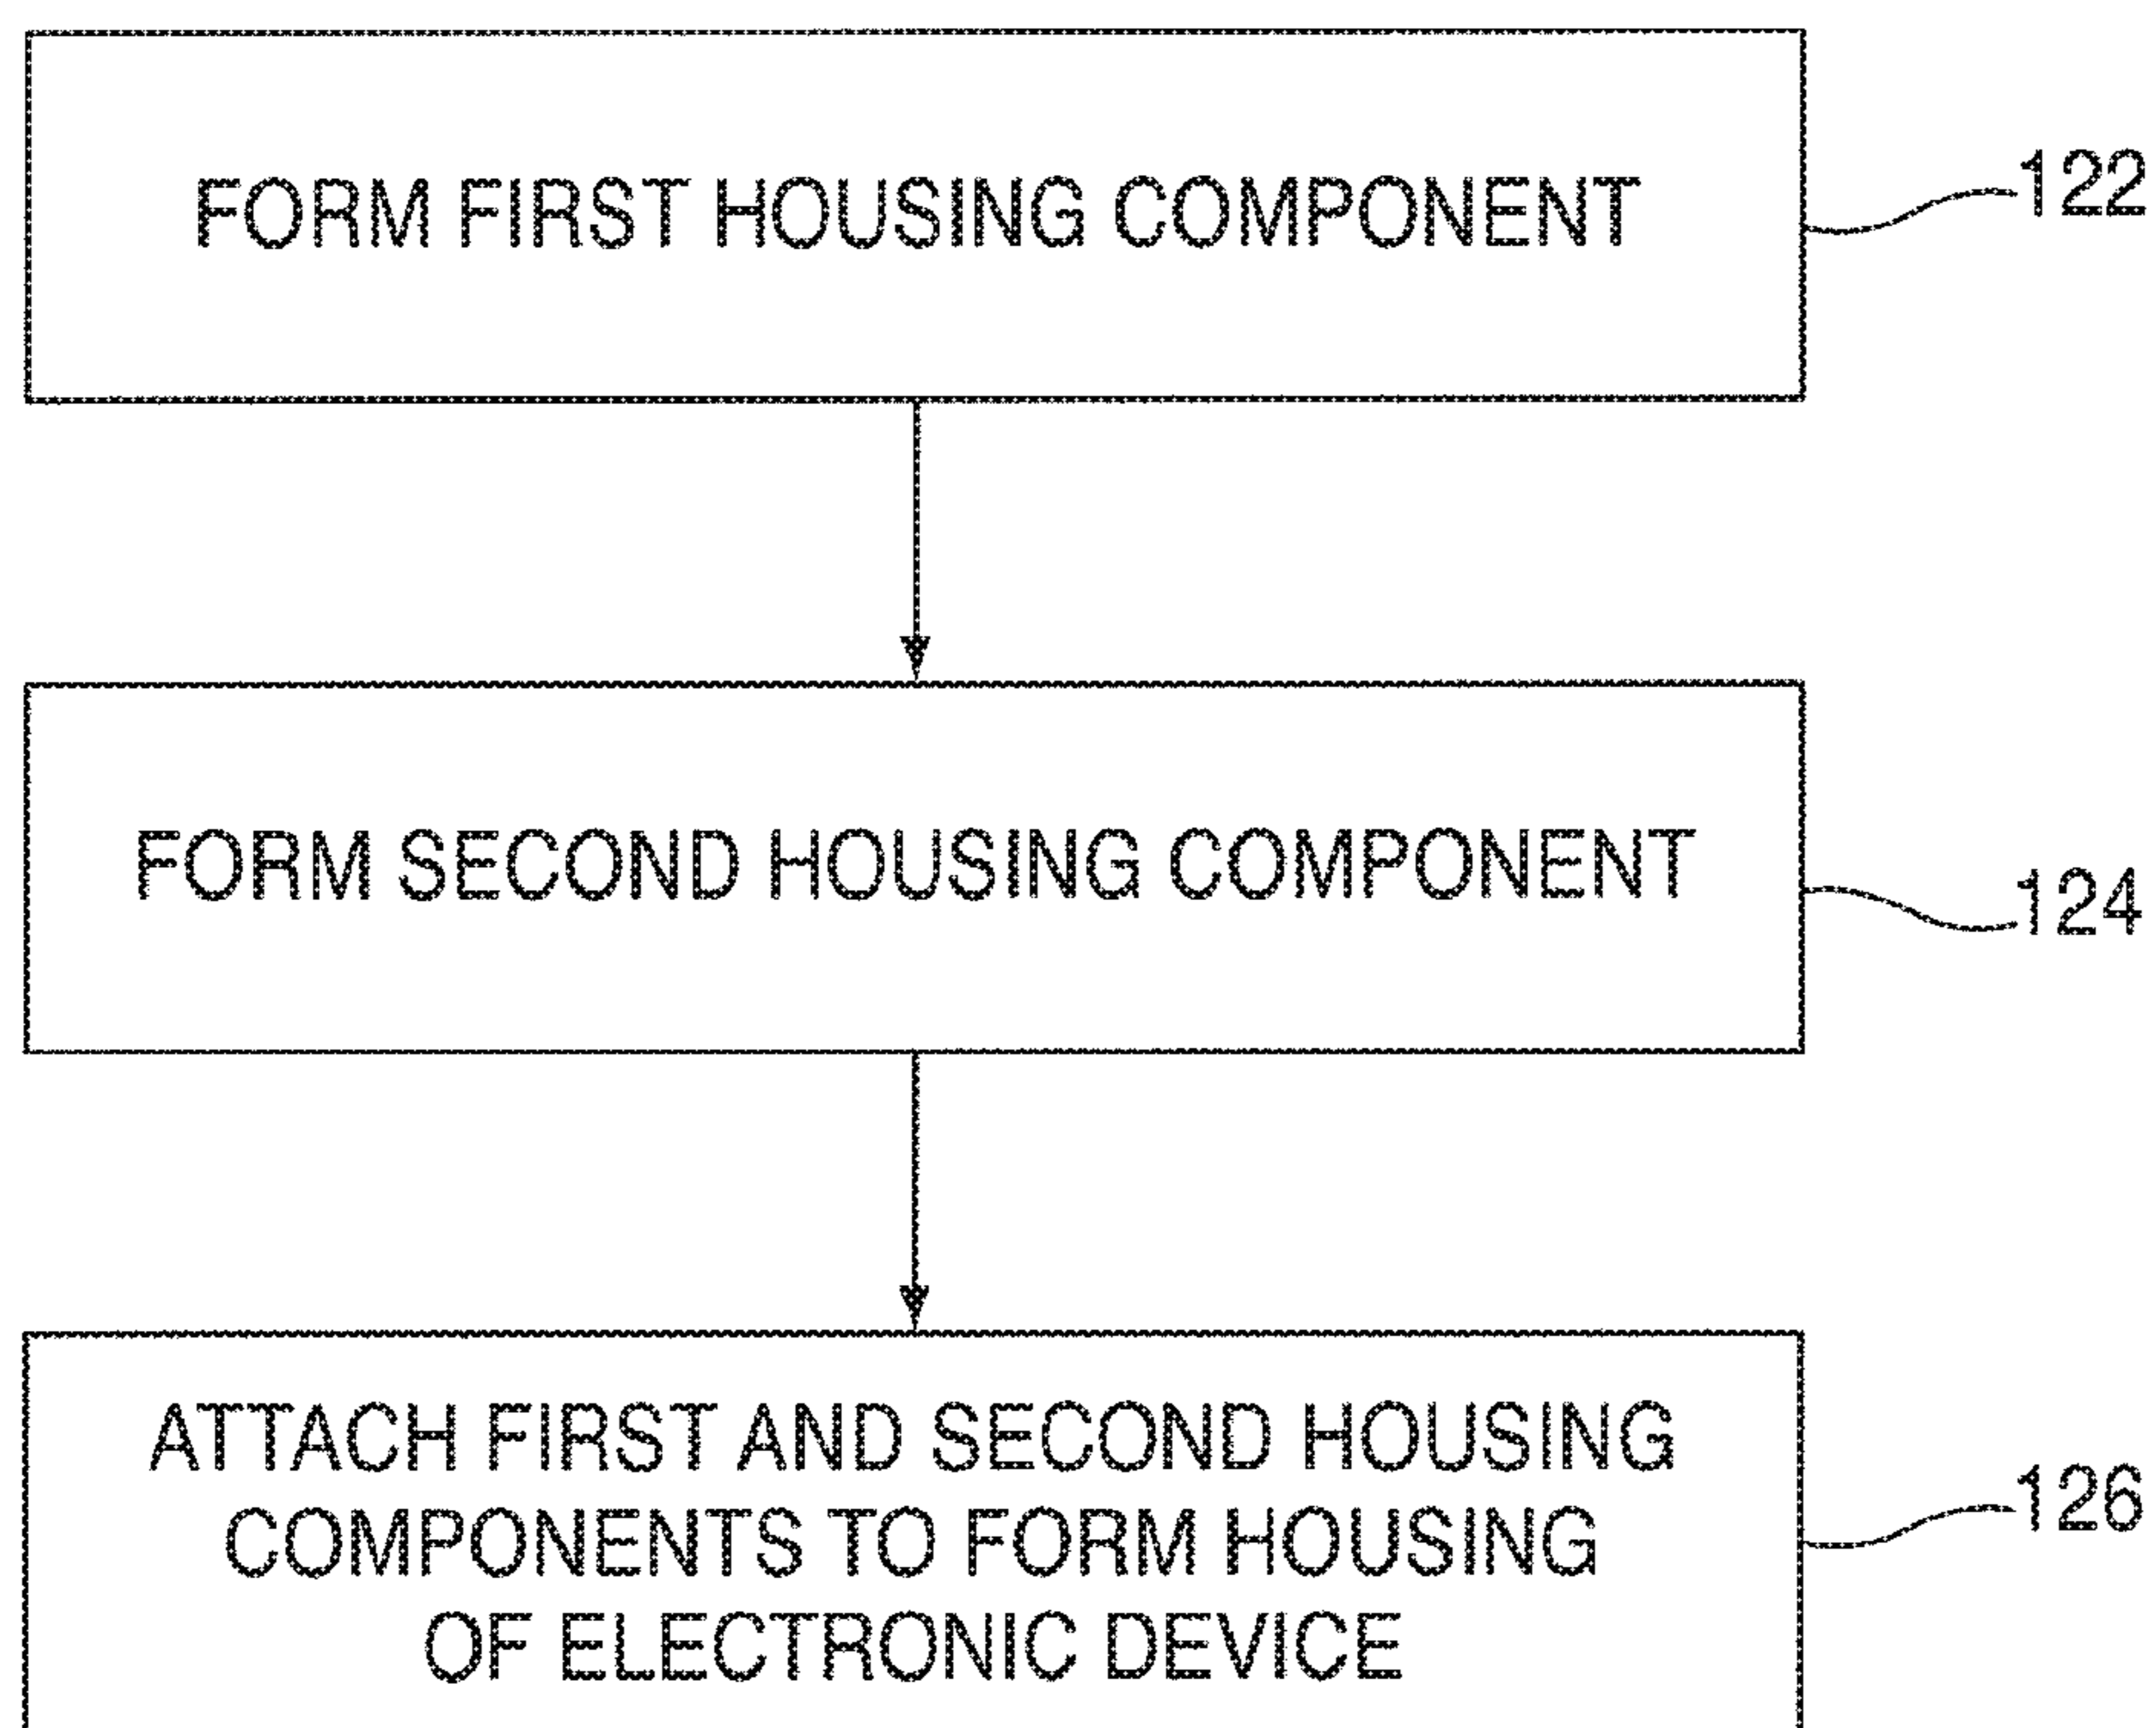 FORM FIRST HOUSING COMPONENT
122
FORM SECOND HOUSING COMPONENT
124
ATTACH FIRST AND SECOND HOUSING
COMPONENTS TO FORM HOUSING
OF ELECTRONIC DEVICE
126